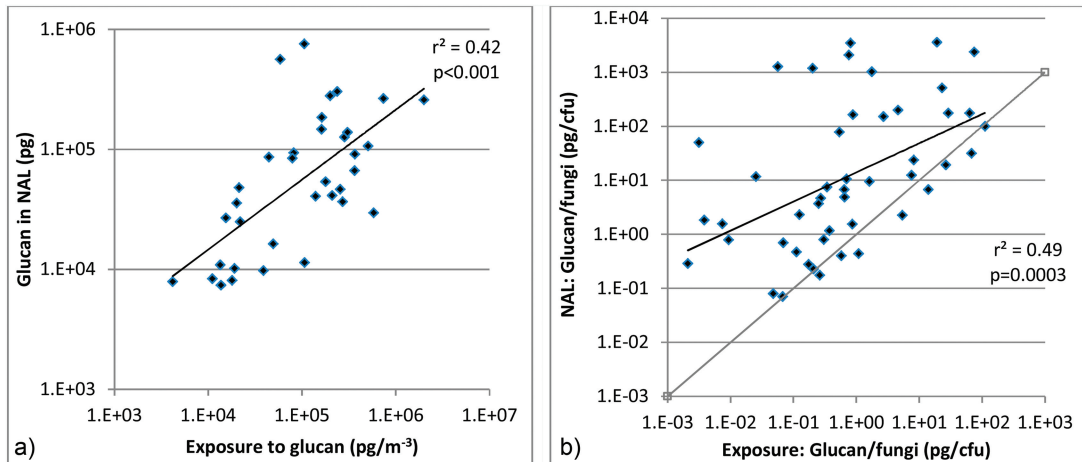 1.E+06
1.E+05
1.E+04
1.E+03
Glucan in NAL (pg)
r² = 0.42
p<0.001
1.E+03 1.E+04 1.E+05 1.E+06 1.E+07
a) Exposure to glucan (pg/m⁻³)
1.E+04
1.E+03
1.E+02
1.E+01
1.E+00
1.E-01
1.E-02
1.E-03
NAL: Glucan/fungi (pg/cfu)
r² = 0.49
p=0.0003
1.E-03 1.E-02 1.E-01 1.E+00 1.E+01 1.E+02 1.E+03
b) Exposure: Glucan/fungi (pg/cfu)